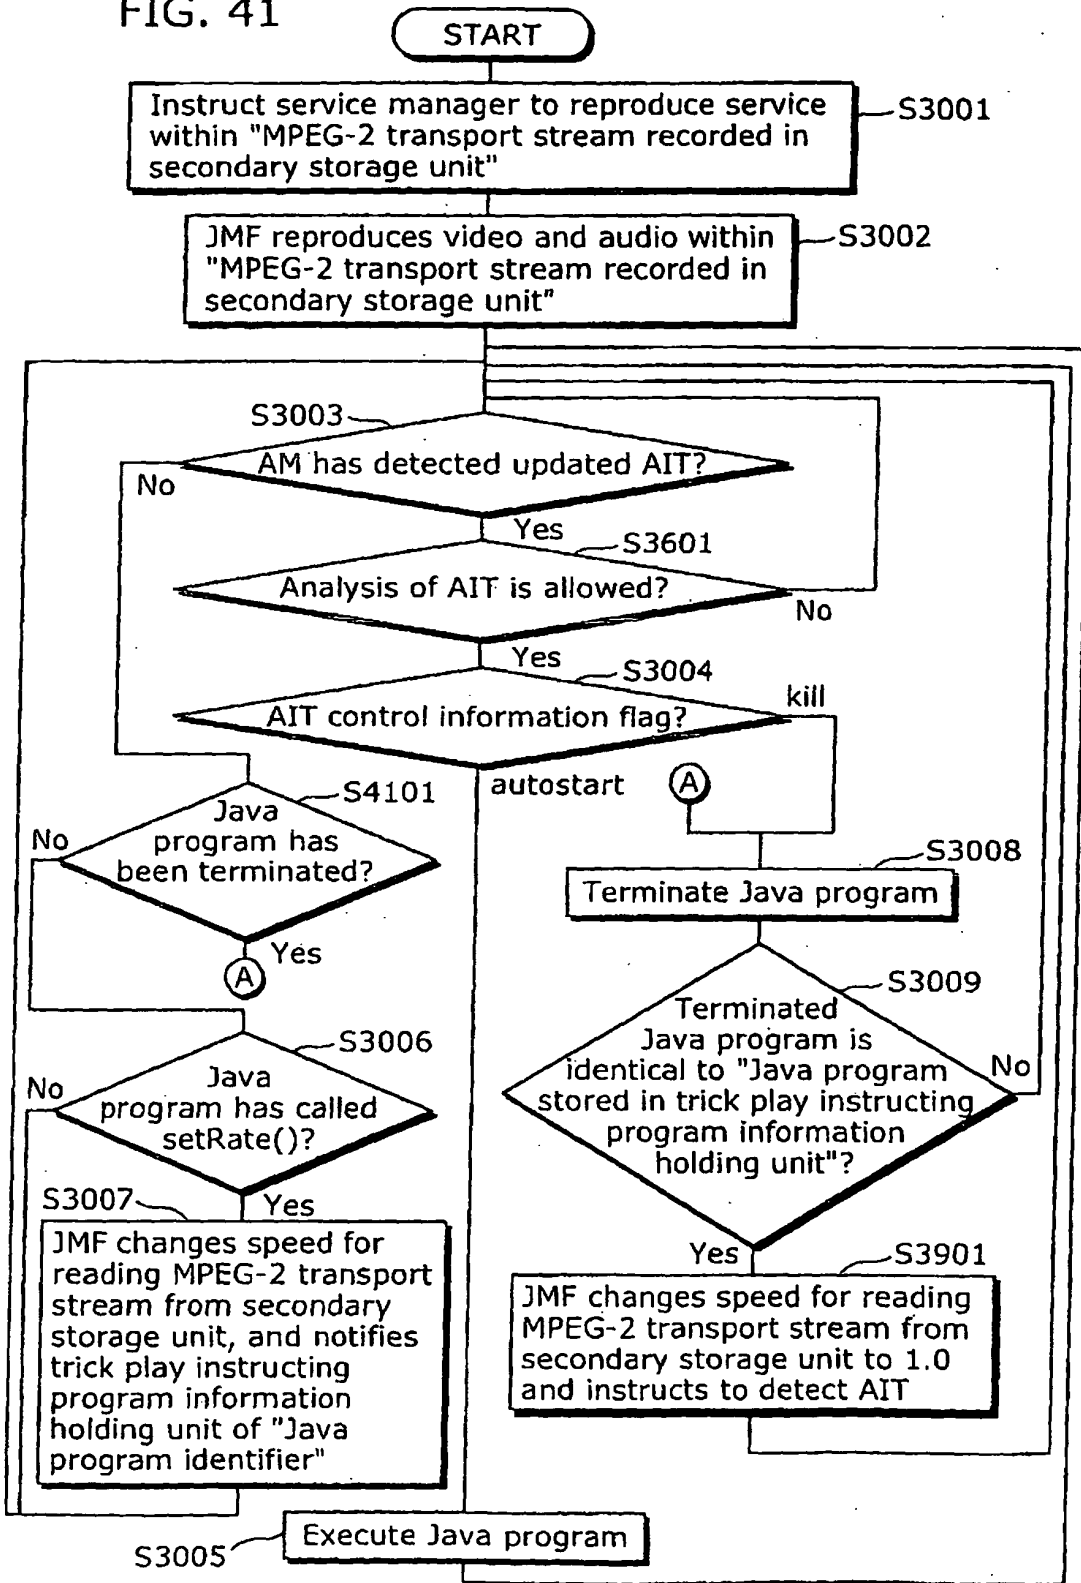 FIG. 41
START
Instruct service manager to reproduce service
within "MPEG-2 transport stream recorded in
secondary storage unit"
S3001
JMF reproduces video and audio within
"MPEG-2 transport stream recorded in
secondary storage unit"
S3002
S3003
AM has detected updated AIT?
No
Yes
S3601
Analysis of AIT is allowed?
No
Yes
S3004
AIT control information flag?
kill
autostart
A
S4101
Java
program has
been terminated?
No
Yes
A
S3008
Terminate Java program
S3009
Terminated
Java program is
identical to "Java program
stored in trick play instructing
program information
holding unit"?
No
Yes
S3006
Java
program has called
setRate()?
No
Yes
S3007
JMF changes speed for
reading MPEG-2 transport
stream from secondary
storage unit, and notifies
trick play instructing
program information
holding unit of "Java
program identifier"
S3901
JMF changes speed for reading
MPEG-2 transport stream from
secondary storage unit to 1.0
and instructs to detect AIT
Execute Java program
S3005